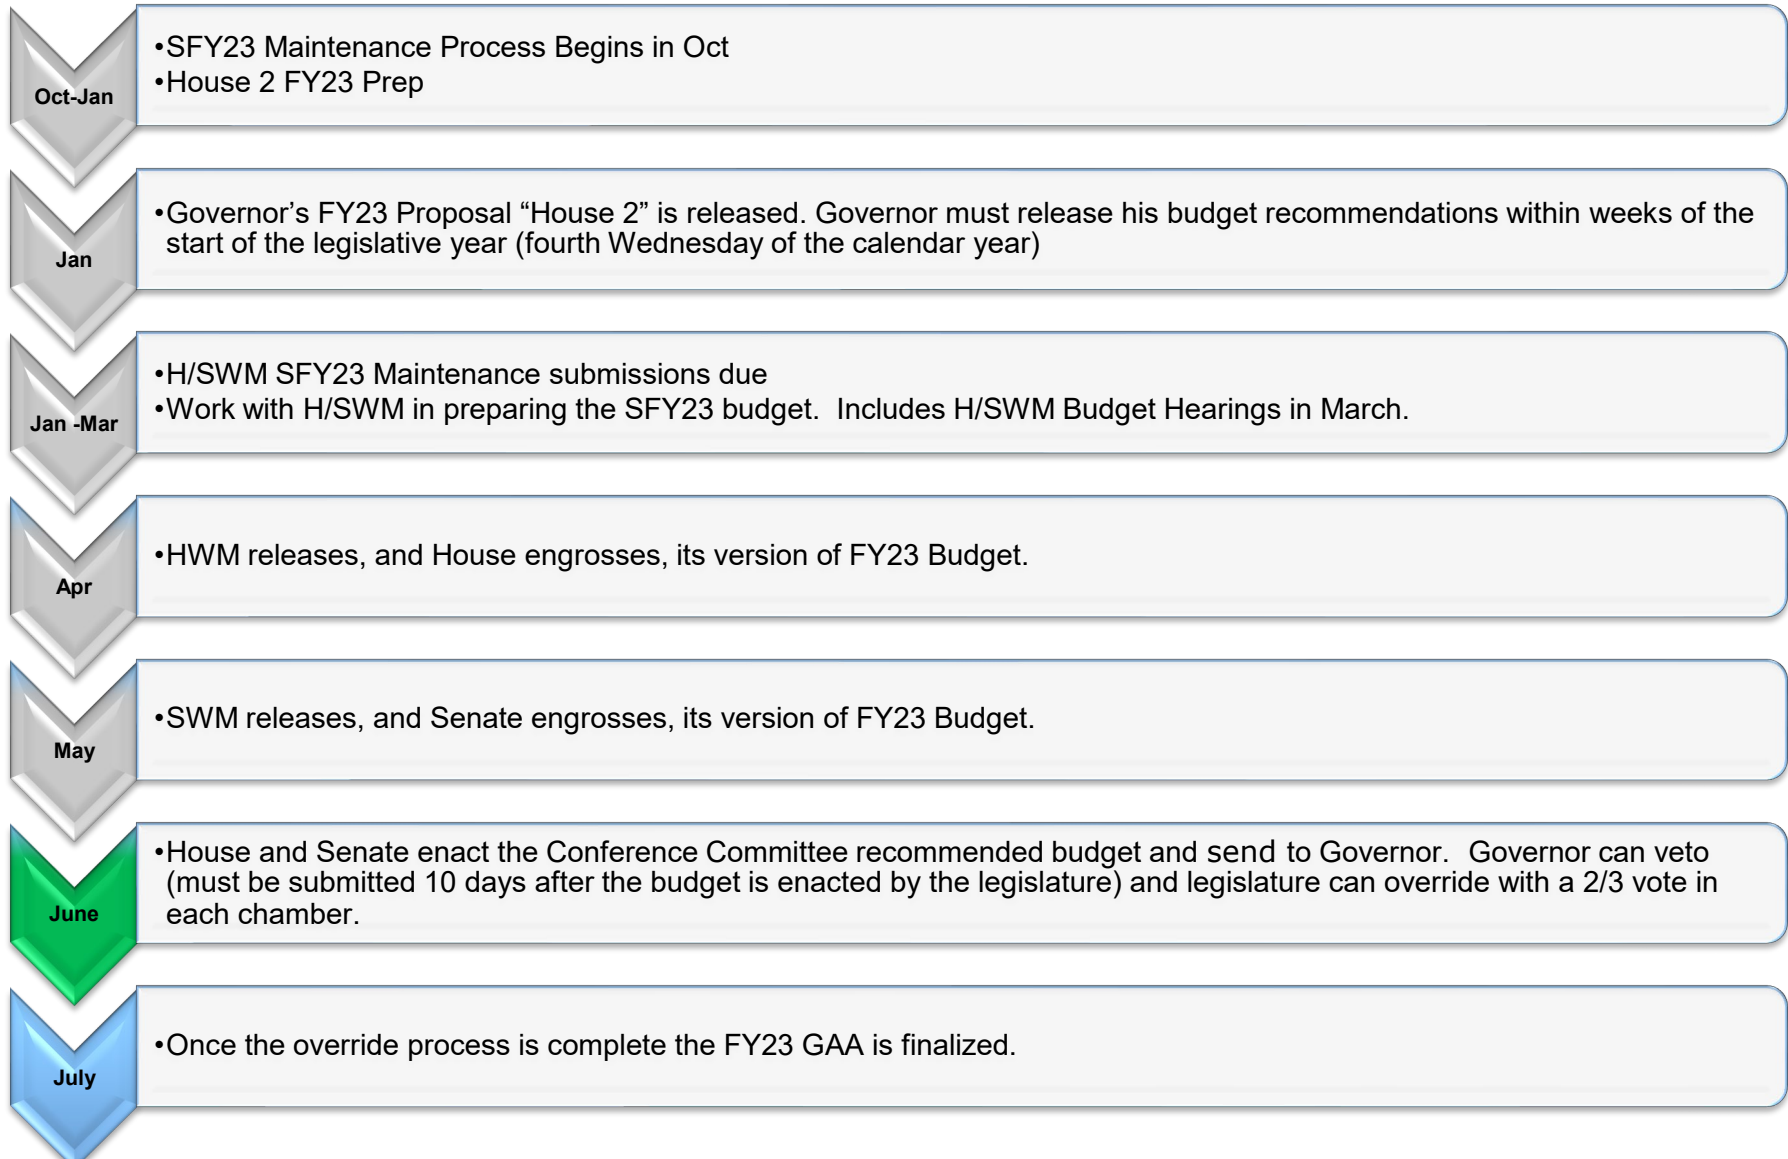 Oct-Jan
•SFY23 Maintenance Process Begins in Oct
•House 2 FY23 Prep
Jan
•Governor’s FY23 Proposal “House 2” is released. Governor must release his budget recommendations within weeks of the
start of the legislative year (fourth Wednesday of the calendar year)
Jan -Mar
•H/SWM SFY23 Maintenance submissions due
•Work with H/SWM in preparing the SFY23 budget.  Includes H/SWM Budget Hearings in March.
Apr
•HWM releases, and House engrosses, its version of FY23 Budget.
May
•SWM releases, and Senate engrosses, its version of FY23 Budget.
June
•House and Senate enact the Conference Committee recommended budget and send to Governor.  Governor can veto
(must be submitted 10 days after the budget is enacted by the legislature) and legislature can override with a 2/3 vote in
each chamber.
July
•Once the override process is complete the FY23 GAA is finalized.